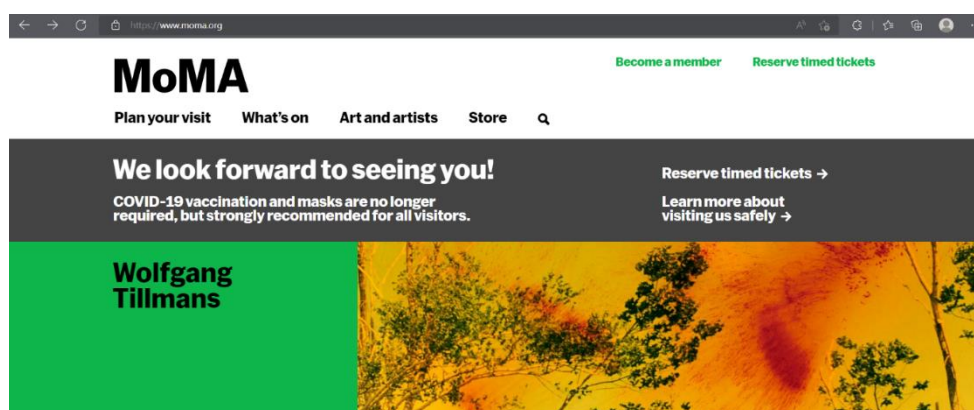 https://www.moma.org
MoMA
Become a member
Reserve timed tickets
Plan your visit
What's on
Art and artists
Store
We look forward to seeing you!
COVID-19 vaccination and masks are no longer
required, but strongly recommended for all visitors.
Reserve timed tickets →
Learn more about
visiting us safely →
Wolfgang
Tillmans